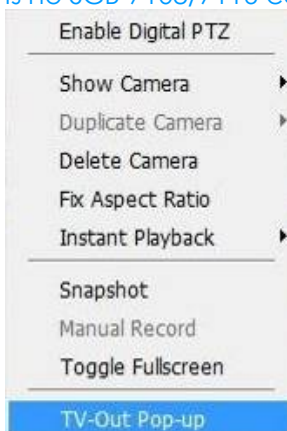 Enable Digital PTZ
Show Camera
Duplicate Camera
Delete Camera
Fix Aspect Ratio
Instant Playback
Snapshot
Manual Record
Toggle Fullscreen
TV-Out Pop-up